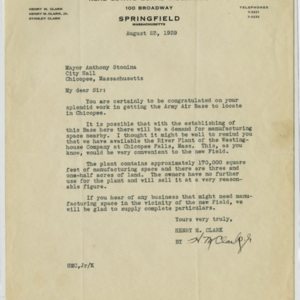 HENRY M. CLARK
HENRY M. CLARK, JR.
STANLEY CLARK
100 BROADWAY
SPRINGFIELD
TELEPHONES
August 25, 1939
Mayor Anthony Stonina
City Hall
Chicopee, Massachusetts
My dear Sir:
You are certainly to be congratulated on your
splendid work in getting the Army Air Base to locate
in Chicopee.
It is possible that with the establishing of
this Base here there will be a demand for manufacturing
space nearby. I thought it might be well to remind you
that we have available the River Plant of the Westing-
house Company at Chicopee Falls, Mass. This, as you
know, would be very convenient to the new Field.
The plant contains approximately 170,000 square
feet of manufacturing space and there are three and
one-half acres of land. The owners have no further
use for the plant and will sell it at a very reason-
able figure.
If you hear of any business that might need manu-
facturing space in the vicinity of the new Field, we
will be glad to supply complete particulars.
Yours very truly,
HENRY M. CLARK
BY H M Clark Jr
HMC,Jr/K